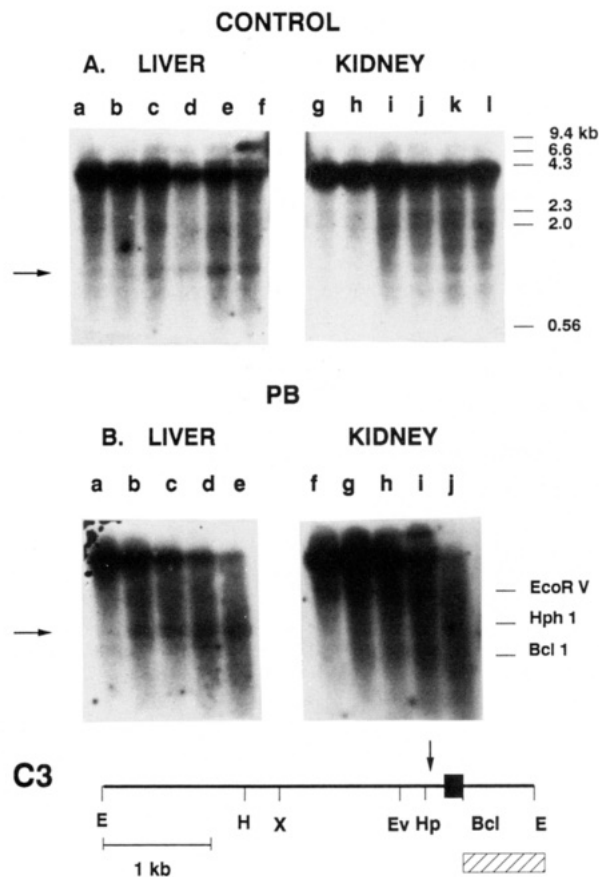 CONTROL
A. LIVER KIDNEY
a b c d e f g h i j k l
9.4 kb
6.6
4.3
2.3
2.0
0.56
PB
B. LIVER KIDNEY
a b c d e f g h i j
EcoR V
Hph 1
Bcl 1
C3
E H X Ev Hp Bcl E
1 kb